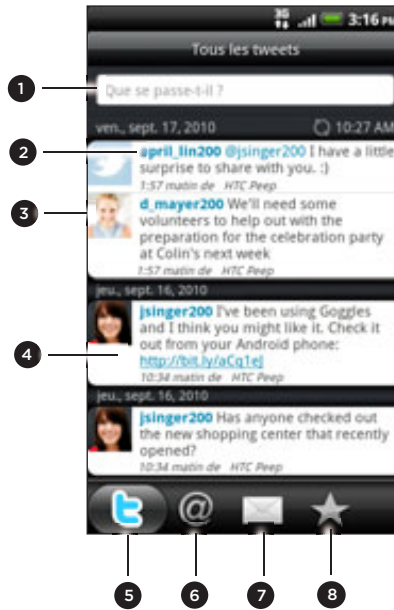 3G 3:16 PM
Tous les tweets
1
Que se passe-t-il ?
ven., sept. 17, 2010 10:27 AM
2
april_lin200 @jsinger200 I have a little
surprise to share with you. :)
1:57 matin de HTC Peep
3
d_mayer200 We'll need some
volunteers to help out with the
preparation for the celebration party
at Colin's next week
1:57 matin de HTC Peep
jeu., sept. 16, 2010
4
jsinger200 I've been using Goggles
and I think you might like it. Check it
out from your Android phone:
http://bit.ly/aCq1eJ
10:34 matin de HTC Peep
jeu., sept. 16, 2010
jsinger200 Has anyone checked out
the new shopping center that recently
opened?
10:34 matin de HTC Peep
t @
5 6 7 8